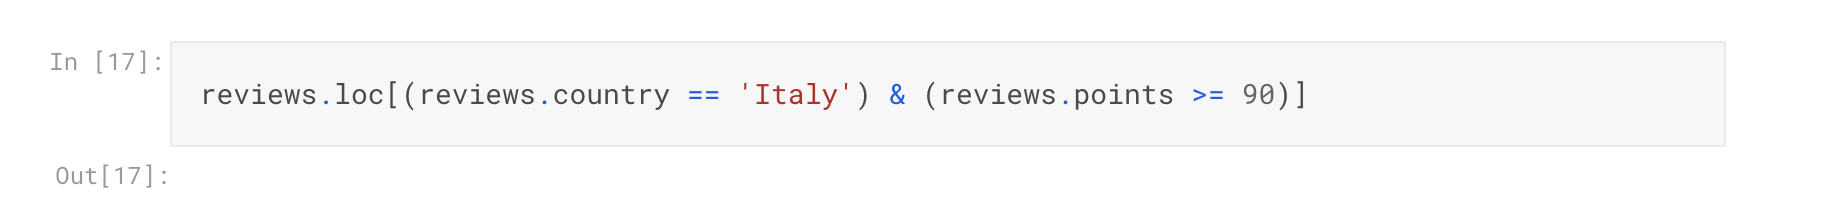 In [17]:
reviews.loc[(reviews.country == 'Italy') & (reviews.points >= 90)]
Out[17]: